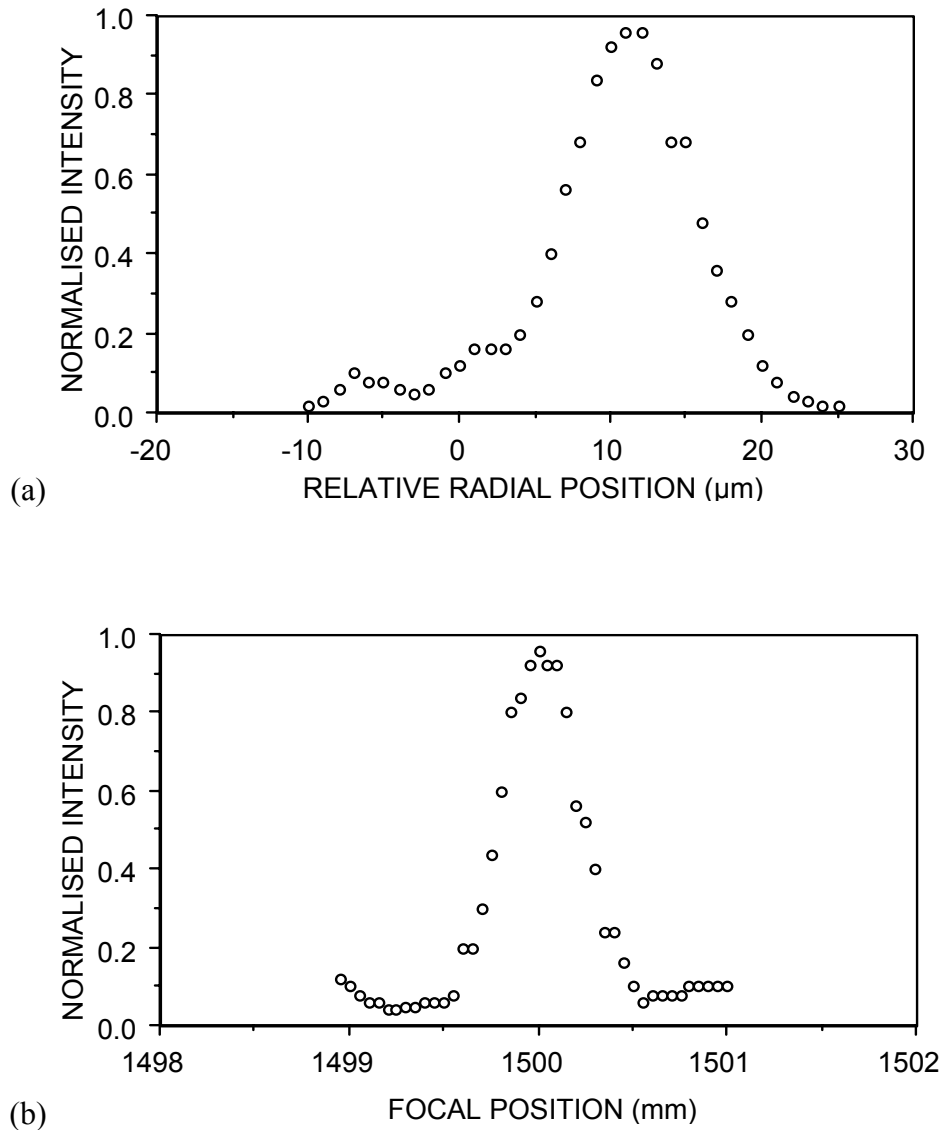 1.0
0.8
0.6
0.4
0.2
0.0
NORMALISED INTENSITY
-20 -10 0 10 20 30
RELATIVE RADIAL POSITION (µm)
(a)
1.0
0.8
0.6
0.4
0.2
0.0
NORMALISED INTENSITY
1498 1499 1500 1501 1502
FOCAL POSITION (mm)
(b)